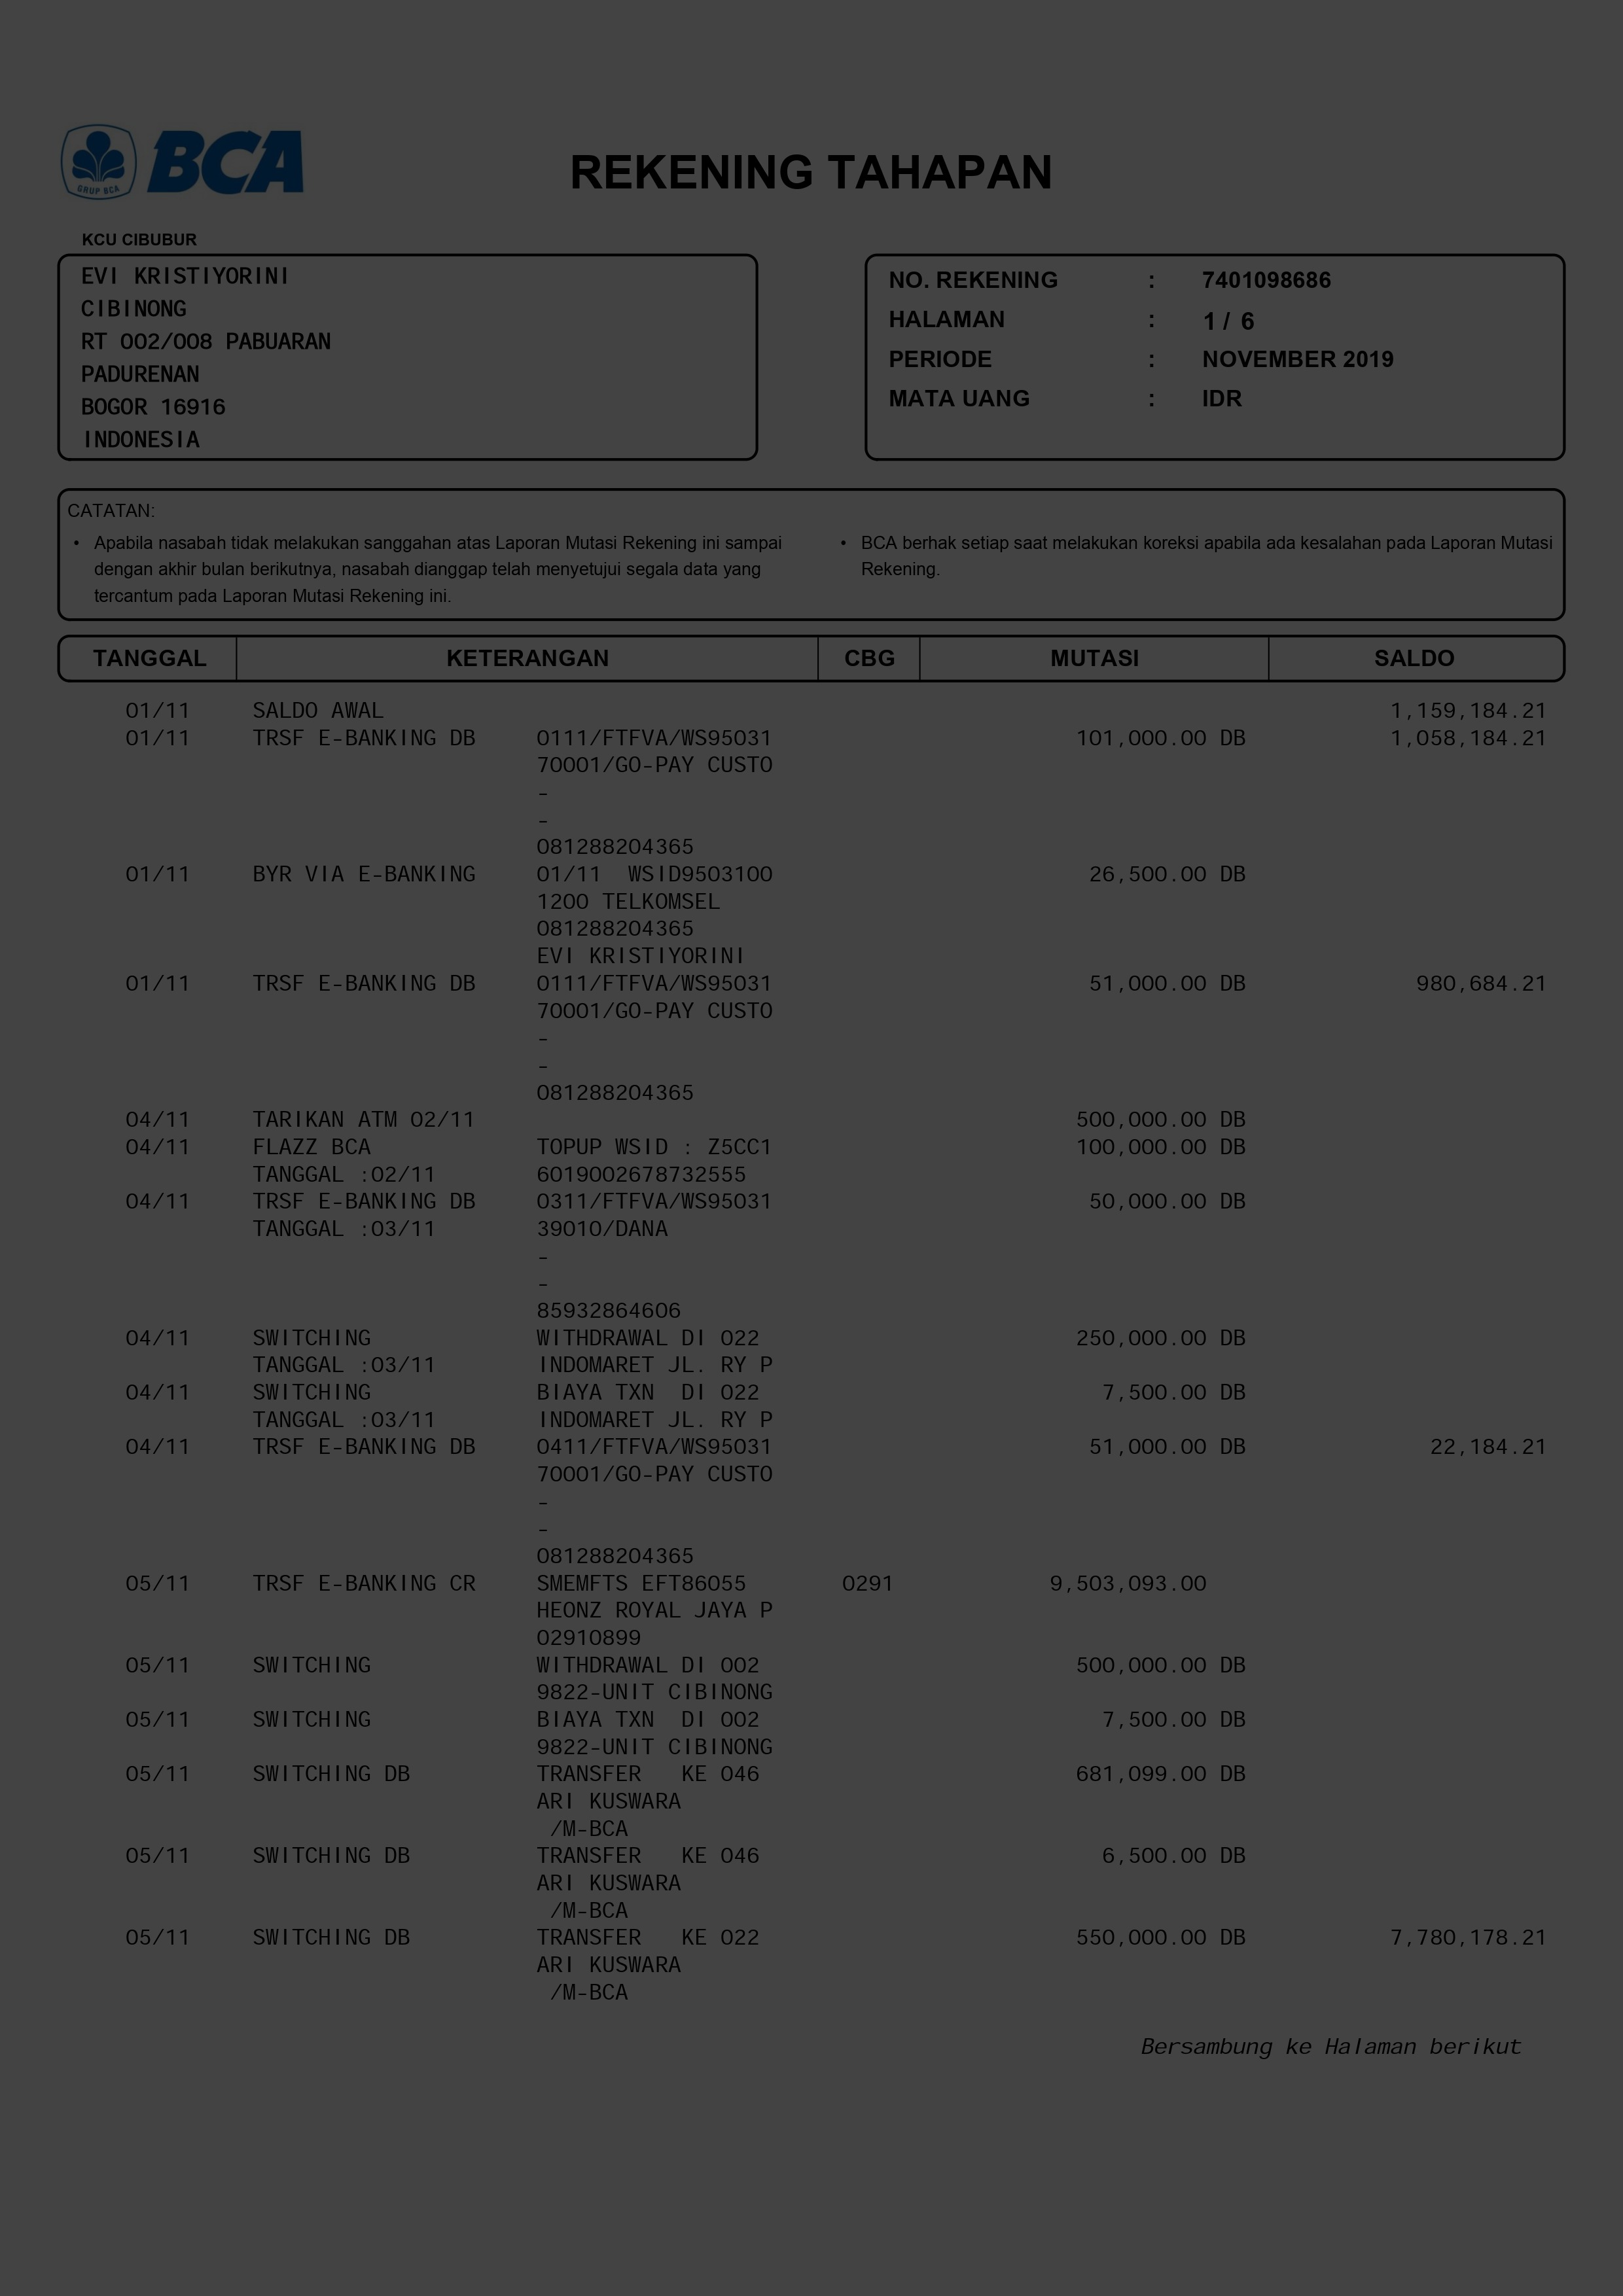 GRUP BCA
BCA
REKENING TAHAPAN
KCU CIBUBUR
EVI KRISTIYORINI
CIBINONG
RT 002/008 PABUARAN
PADURENAN
BOGOR 16916
INDONESIA
NO. REKENING : 7401098686
HALAMAN : 1 / 6
PERIODE : NOVEMBER 2019
MATA UANG : IDR
CATATAN:
• Apabila nasabah tidak melakukan sanggahan atas Laporan Mutasi Rekening ini sampai
dengan akhir bulan berikutnya, nasabah dianggap telah menyetujui segala data yang
tercantum pada Laporan Mutasi Rekening ini.
• BCA berhak setiap saat melakukan koreksi apabila ada kesalahan pada Laporan Mutasi
Rekening.
TANGGAL KETERANGAN CBG MUTASI SALDO
01/11 SALDO AWAL 1,159,184.21
01/11 TRSF E-BANKING DB 0111/FTFVA/WS95031 101,000.00 DB 1,058,184.21
70001/GO-PAY CUSTO
-
-
081288204365
01/11 BYR VIA E-BANKING 01/11 WSID9503100 26,500.00 DB
1200 TELKOMSEL
081288204365
EVI KRISTIYORINI
01/11 TRSF E-BANKING DB 0111/FTFVA/WS95031 51,000.00 DB 980,684.21
70001/GO-PAY CUSTO
-
-
081288204365
04/11 TARIKAN ATM 02/11 500,000.00 DB
04/11 FLAZZ BCA TOPUP WSID : Z5CC1 100,000.00 DB
TANGGAL :02/11 6019002678732555
04/11 TRSF E-BANKING DB 0311/FTFVA/WS95031 50,000.00 DB
TANGGAL :03/11 39010/DANA
-
-
85932864606
04/11 SWITCHING WITHDRAWAL DI 022 250,000.00 DB
TANGGAL :03/11 INDOMARET JL. RY P
04/11 SWITCHING BIAYA TXN DI 022 7,500.00 DB
TANGGAL :03/11 INDOMARET JL. RY P
04/11 TRSF E-BANKING DB 0411/FTFVA/WS95031 51,000.00 DB 22,184.21
70001/GO-PAY CUSTO
-
-
081288204365
05/11 TRSF E-BANKING CR SMEMFTS EFT86055 0291 9,503,093.00
HEONZ ROYAL JAYA P
02910899
05/11 SWITCHING WITHDRAWAL DI 002 500,000.00 DB
9822-UNIT CIBINONG
05/11 SWITCHING BIAYA TXN DI 002 7,500.00 DB
9822-UNIT CIBINONG
05/11 SWITCHING DB TRANSFER KE 046 681,099.00 DB
ARI KUSWARA
/M-BCA
05/11 SWITCHING DB TRANSFER KE 046 6,500.00 DB
ARI KUSWARA
/M-BCA
05/11 SWITCHING DB TRANSFER KE 022 550,000.00 DB 7,780,178.21
ARI KUSWARA
/M-BCA
Bersambung ke Halaman berikut